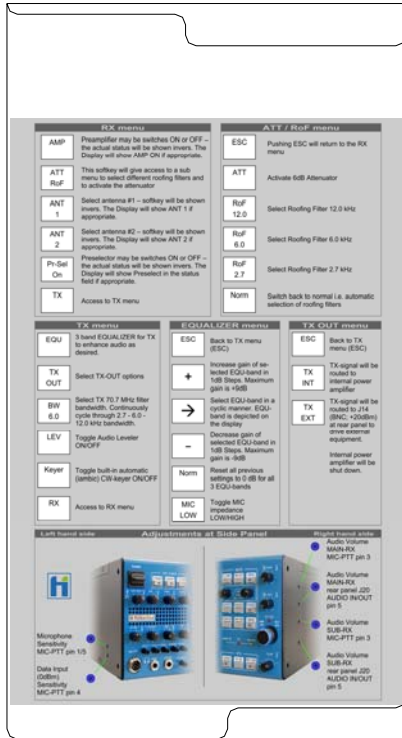 RX menu
AMP
Preamplifier may be switches ON or OFF –
the actual status will be shown invers. The
Display will show AMP ON if appropriate.
ATT
RoF
This softkey will give access to a sub
menu to select different roofing filters and
to activate the attenuator
ANT
1
Select antenna #1 – softkey will be shown
invers. The Display will show ANT 1 if
appropriate.
ANT
2
Select antenna #2 – softkey will be shown
invers. The Display will show ANT 2 if
appropriate.
Pr-Sel
On
Preselector may be switches ON or OFF –
the actual status will be shown invers. The
Display will show Preselect in the status
field if appropriate.
TX
Access to TX menu
ATT / RoF menu
ESC
Pushing ESC will return to the RX
menu
ATT
Activate 6dB Attenuator
RoF
12.0
Select Roofing Filter 12.0 kHz
RoF
6.0
Select Roofing Filter 6.0 kHz
RoF
2.7
Select Roofing Filter 2.7 kHz
Norm
Switch back to normal i.e. automatic
selection of roofing filters
TX menu
EQU
3 band EQUALIZER for TX
to enhance audio as
desired.
TX
OUT
Select TX-OUT options
BW
6.0
Select TX 70.7 MHz filter
bandwidth. Continuously
cycle through 2.7 - 6.0 -
12.0 kHz bandwidth.
LEV
Toggle Audio Leveler
ON/OFF
Keyer
Toggle built-in automatic
(Iambic) CW-keyer ON/OFF
RX
Access to RX menu
EQUALIZER menu
ESC
Back to TX menu
(ESC)
+
Increase gain of se-
lected EQU-band in
1dB Steps. Maximum
gain is +9dB
→
Select EQU-band in a
cyclic manner. EQU-
band is depicted on
the display
–
Decrease gain of
selected EQU-band in
1dB Steps. Maximum
gain is -9dB
Norm
Reset all previous
settings to 0 dB for all
3 EQU-bands
MIC
LOW
Toggle MIC
impedance
LOW/HIGH
TX OUT menu
ESC
Back to TX
menu (ESC)
TX
INT
TX-signal will be
routed to
internal power
amplifier
TX
EXT
TX-signal will be
routed to J14
(BNC; +20dBm)
at rear panel to
drive external
equipment.
Internal power
amplifier will be
shut down.
Left hand side
Adjustments at Side Panel
Right hand side
Microphone
Sensitivity
MIC-PTT pin 1/5
Data Input
(0dBm)
Sensitivity
MIC-PTT pin 4
Audio Volume
MAIN-RX
MIC-PTT pin 3
Audio Volume
MAIN-RX
rear panel J20
AUDIO IN/OUT
pin 5
Audio Volume
SUB-RX
MIC-PTT pin 3
Audio Volume
SUB-RX
rear panel J20
AUDIO IN/OUT
pin 5